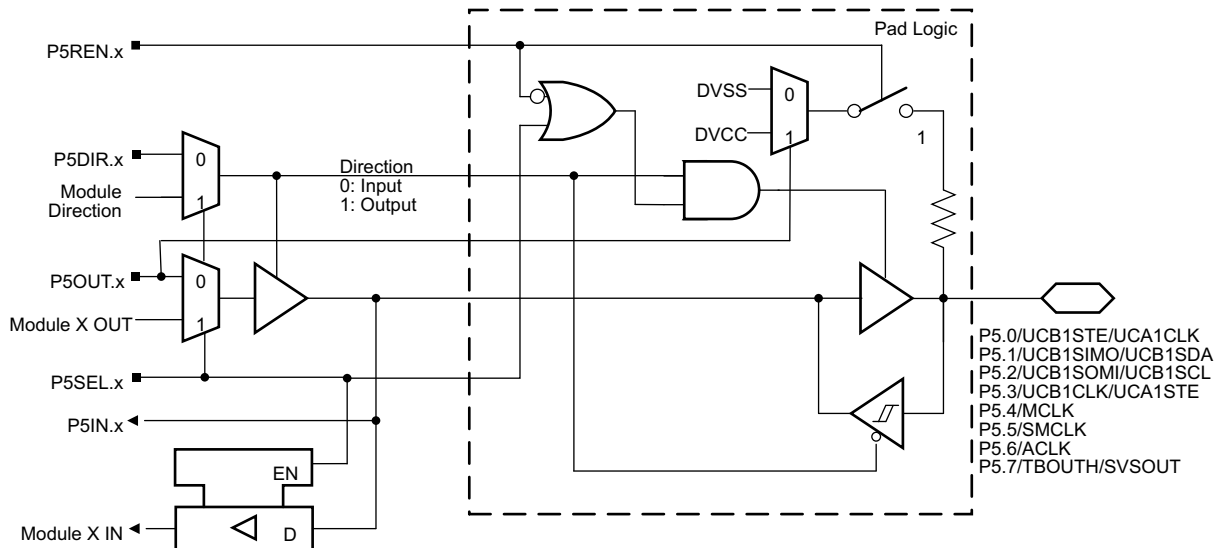 Pad Logic
P5REN.x
DVSS
0
DVCC
1
1
P5DIR.x
0
Module
Direction
1
Direction
0: Input
1: Output
P5OUT.x
0
Module X OUT
1
P5SEL.x
P5IN.x
EN
Module X IN
D
P5.0/UCB1STE/UCA1CLK
P5.1/UCB1SIMO/UCB1SDA
P5.2/UCB1SOMI/UCB1SCL
P5.3/UCB1CLK/UCA1STE
P5.4/MCLK
P5.5/SMCLK
P5.6/ACLK
P5.7/TBOUTH/SVSOUT